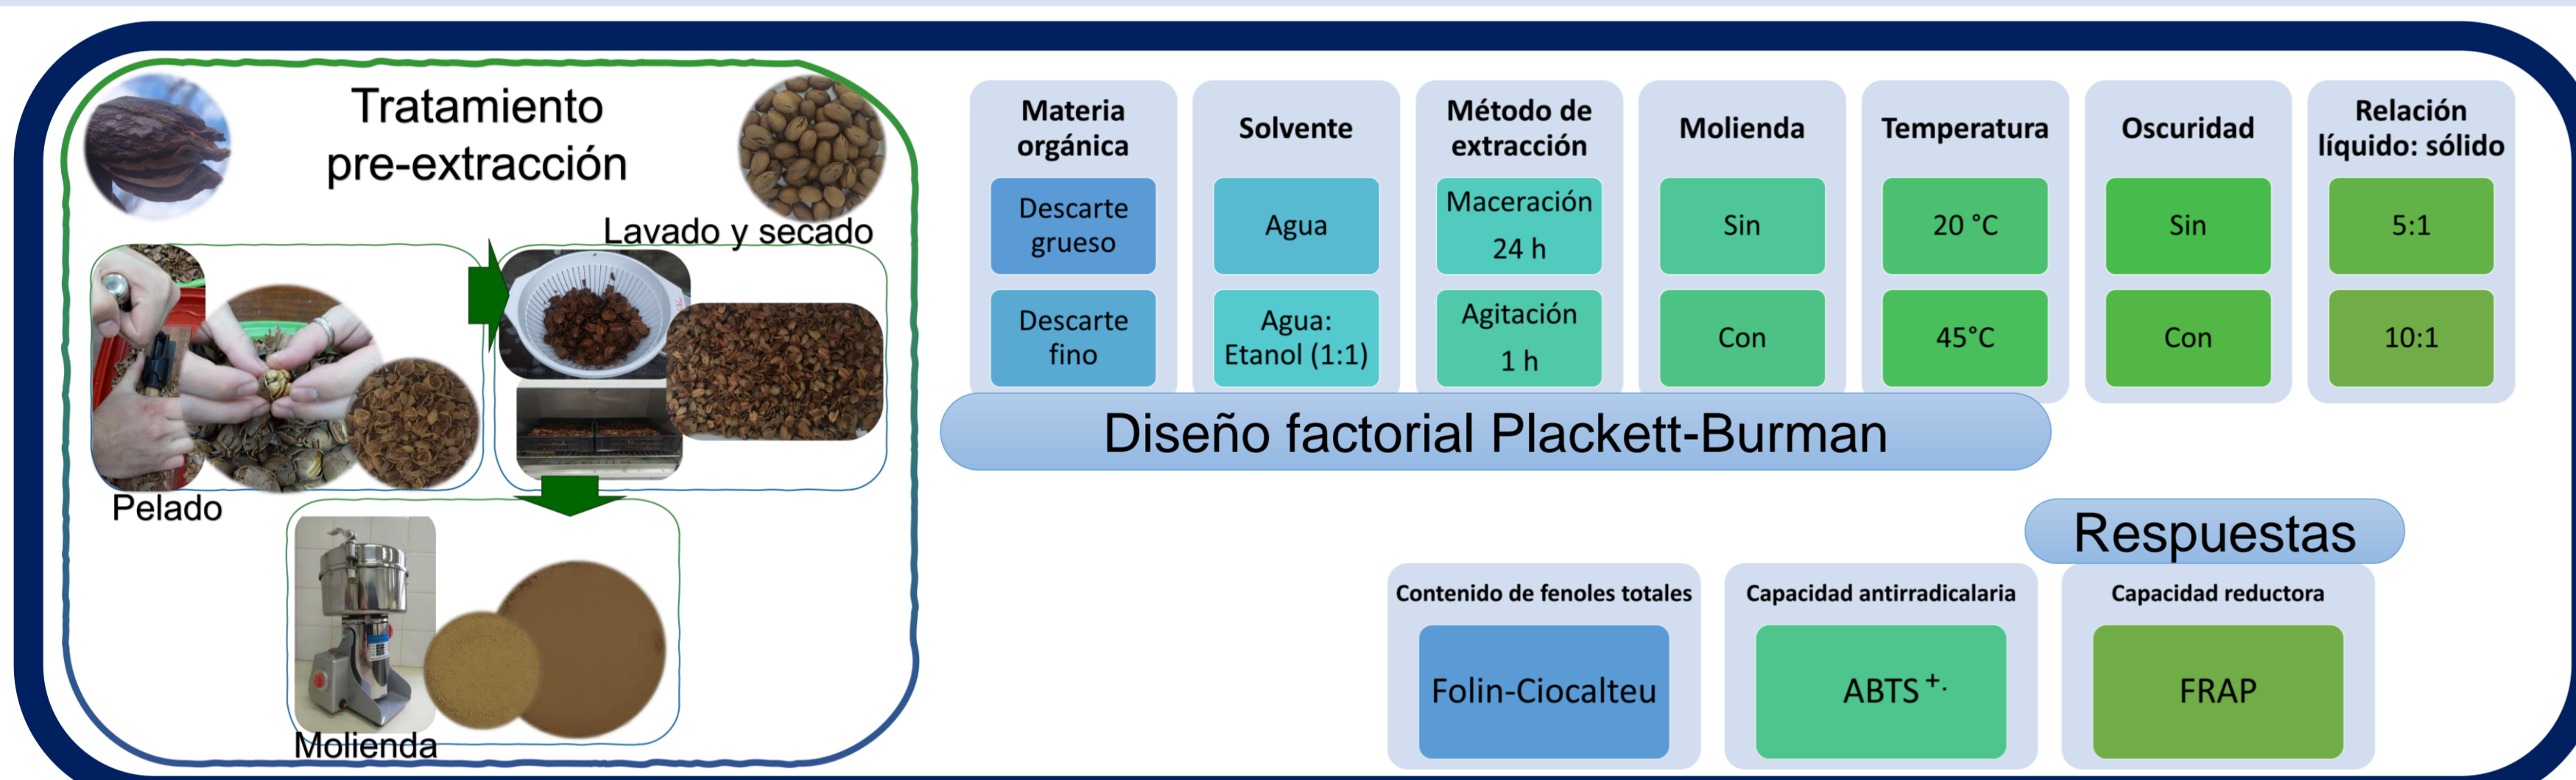 Tratamiento
pre-extracción
Lavado y secado
Pelado
Molienda
Materia
orgánica
Descarte
grueso
Descarte
fino
Solvente
Agua
Agua:
Etanol (1:1)
Método de
extracción
Maceración
24 h
Agitación
1 h
Molienda
Sin
Con
Temperatura
20 °C
45°C
Oscuridad
Sin
Con
Relación
líquido: sólido
5:1
10:1
Diseño factorial Plackett-Burman
Respuestas
Contenido de fenoles totales
Folin-Ciocalteu
Capacidad antirradicalaria
ABTS⁺·
Capacidad reductora
FRAP